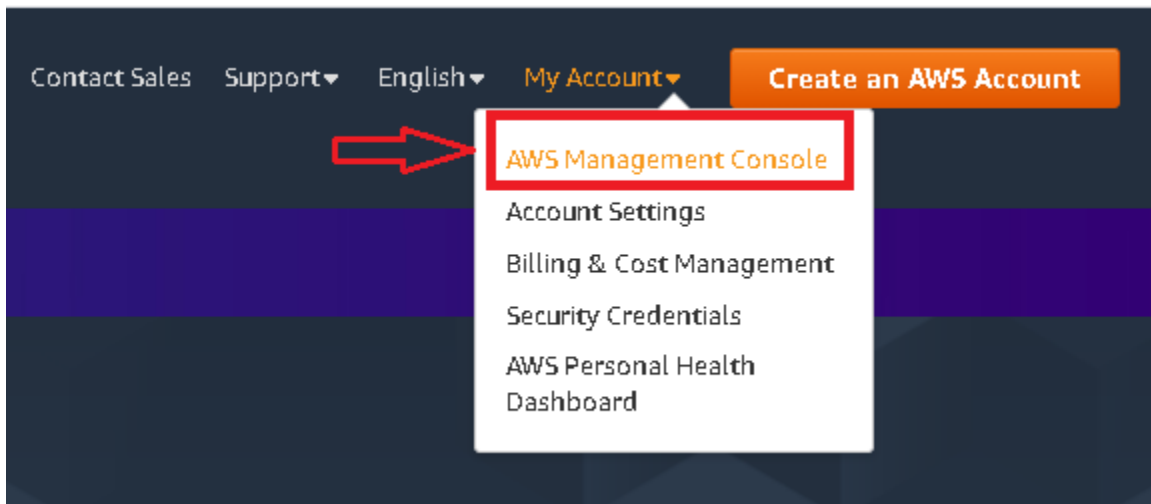 Contact Sales Support English My Account Create an AWS Account
AWS Management Console
Account Settings
Billing & Cost Management
Security Credentials
AWS Personal Health
Dashboard